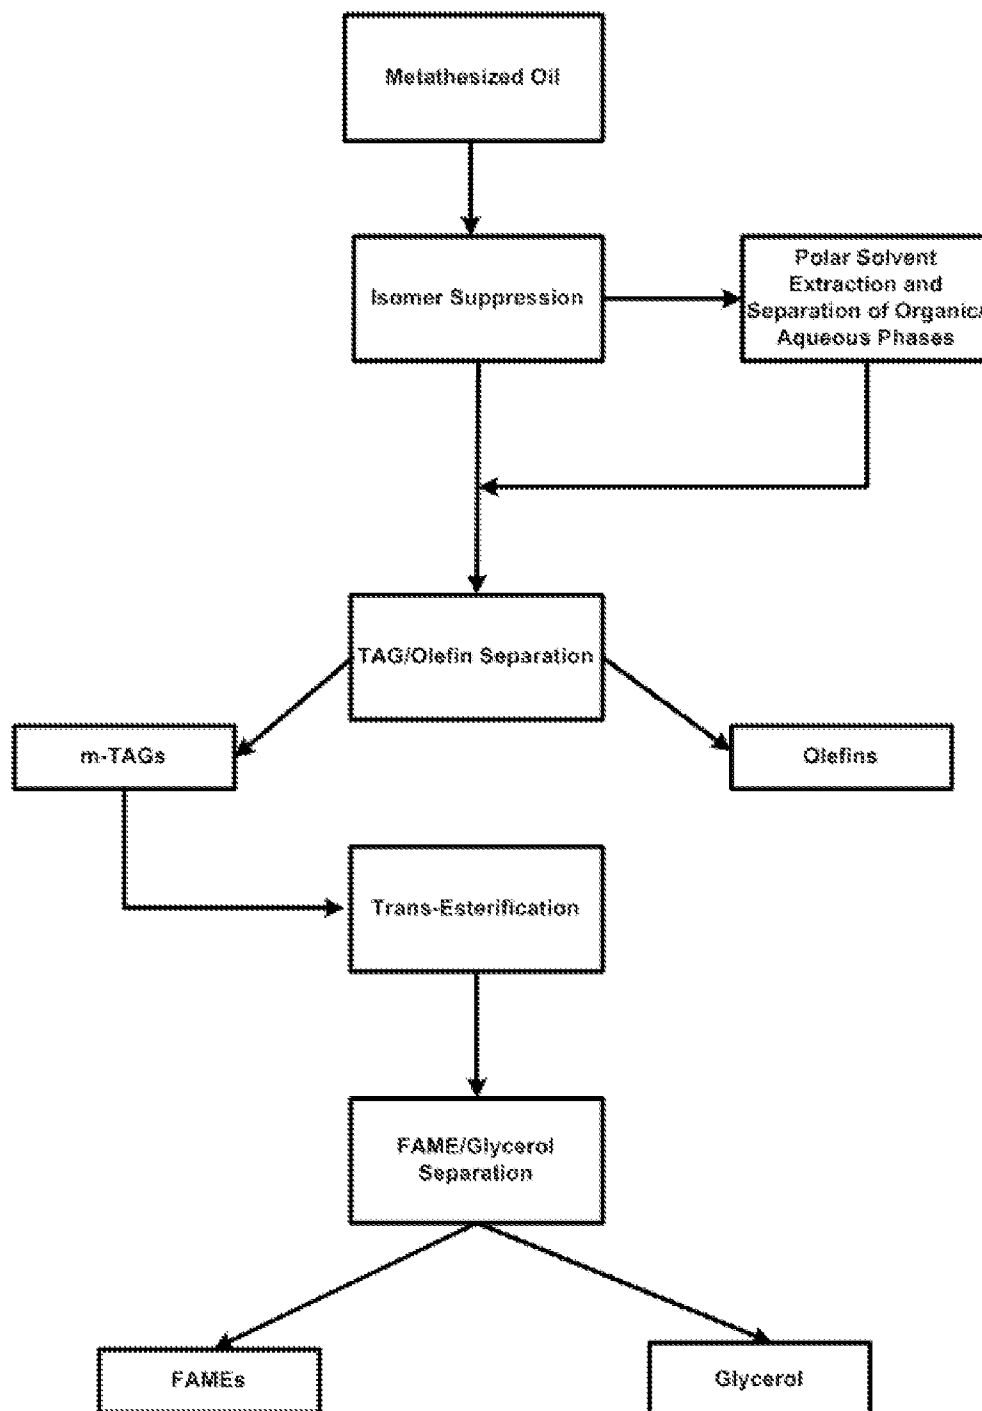 Metathesized Oil
Isomer Suppression
Polar Solvent
Extraction and
Separation of Organic/
Aqueous Phases
TAG/Olefin Separation
m-TAGs
Olefins
Trans-Esterification
FAME/Glycerol
Separation
FAMEs
Glycerol